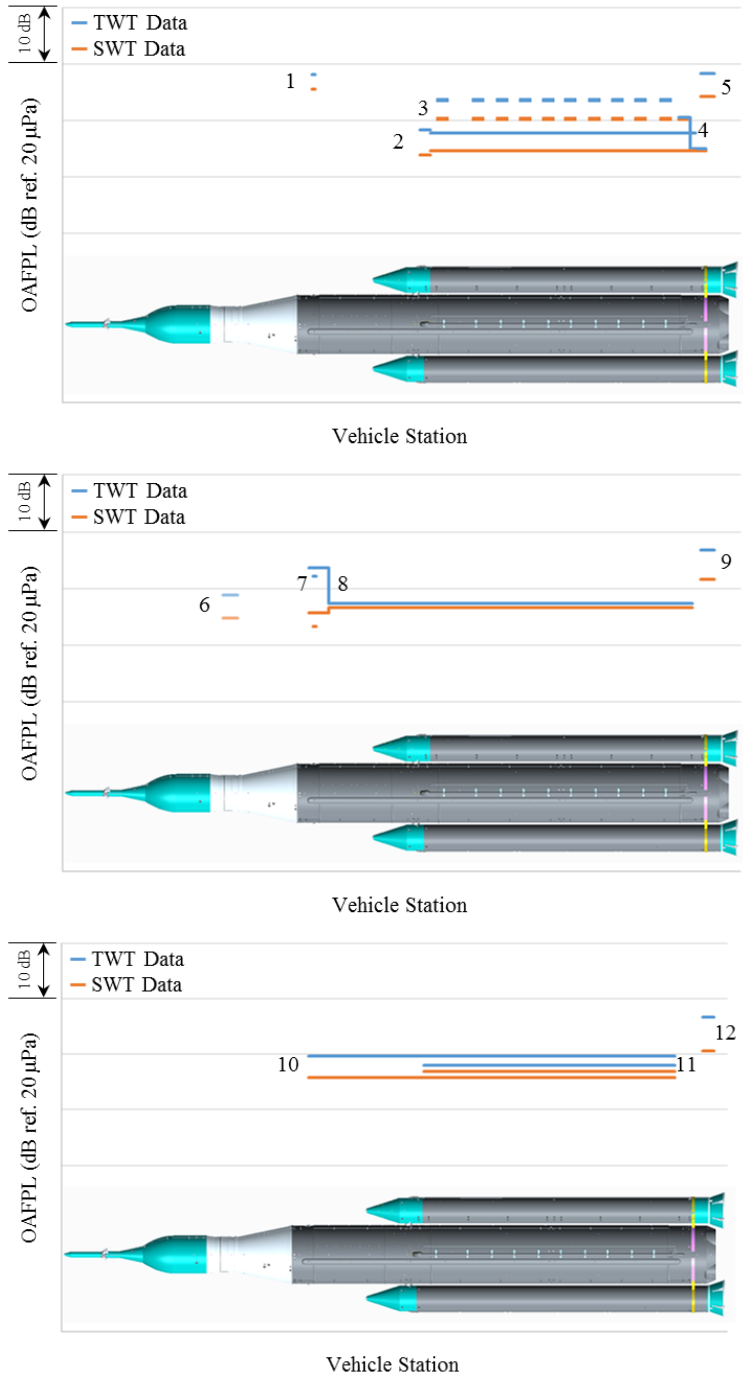 10 dB
TWT Data
SWT Data
1
2
3
4
5
OAFPL (dB ref. 20 µPa)
Vehicle Station
10 dB
TWT Data
SWT Data
6
7
8
9
OAFPL (dB ref. 20 µPa)
Vehicle Station
10 dB
TWT Data
SWT Data
10
11
12
OAFPL (dB ref. 20 µPa)
Vehicle Station